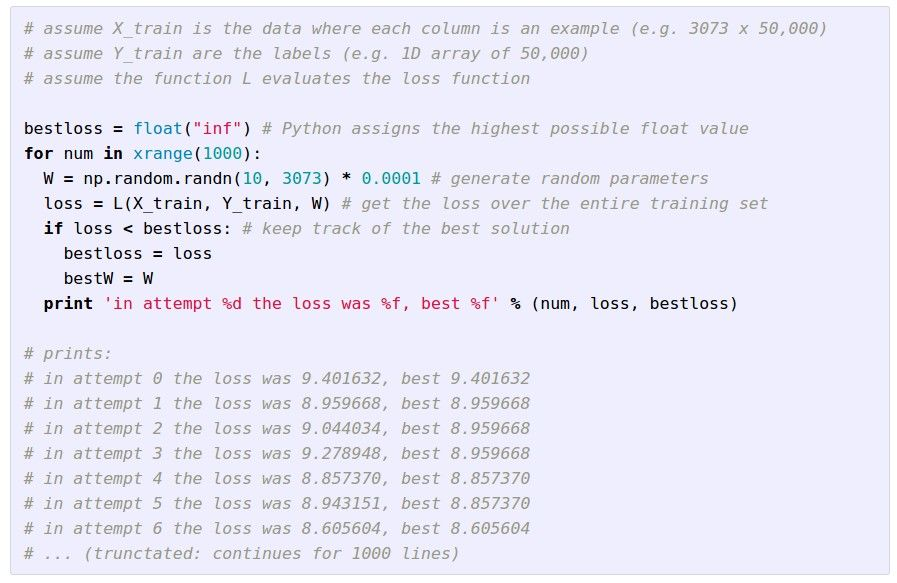 # assume X_train is the data where each column is an example (e.g. 3073 x 50,000)
# assume Y_train are the labels (e.g. 1D array of 50,000)
# assume the function L evaluates the loss function

bestloss = float("inf") # Python assigns the highest possible float value
for num in xrange(1000):
  W = np.random.randn(10, 3073) * 0.0001 # generate random parameters
  loss = L(X_train, Y_train, W) # get the loss over the entire training set
  if loss < bestloss: # keep track of the best solution
    bestloss = loss
    bestW = W
  print 'in attempt %d the loss was %f, best %f' % (num, loss, bestloss)

# prints:
# in attempt 0 the loss was 9.401632, best 9.401632
# in attempt 1 the loss was 8.959668, best 8.959668
# in attempt 2 the loss was 9.044034, best 8.959668
# in attempt 3 the loss was 9.278948, best 8.959668
# in attempt 4 the loss was 8.857370, best 8.857370
# in attempt 5 the loss was 8.943151, best 8.857370
# in attempt 6 the loss was 8.605604, best 8.605604
# ... (trunctated: continues for 1000 lines)